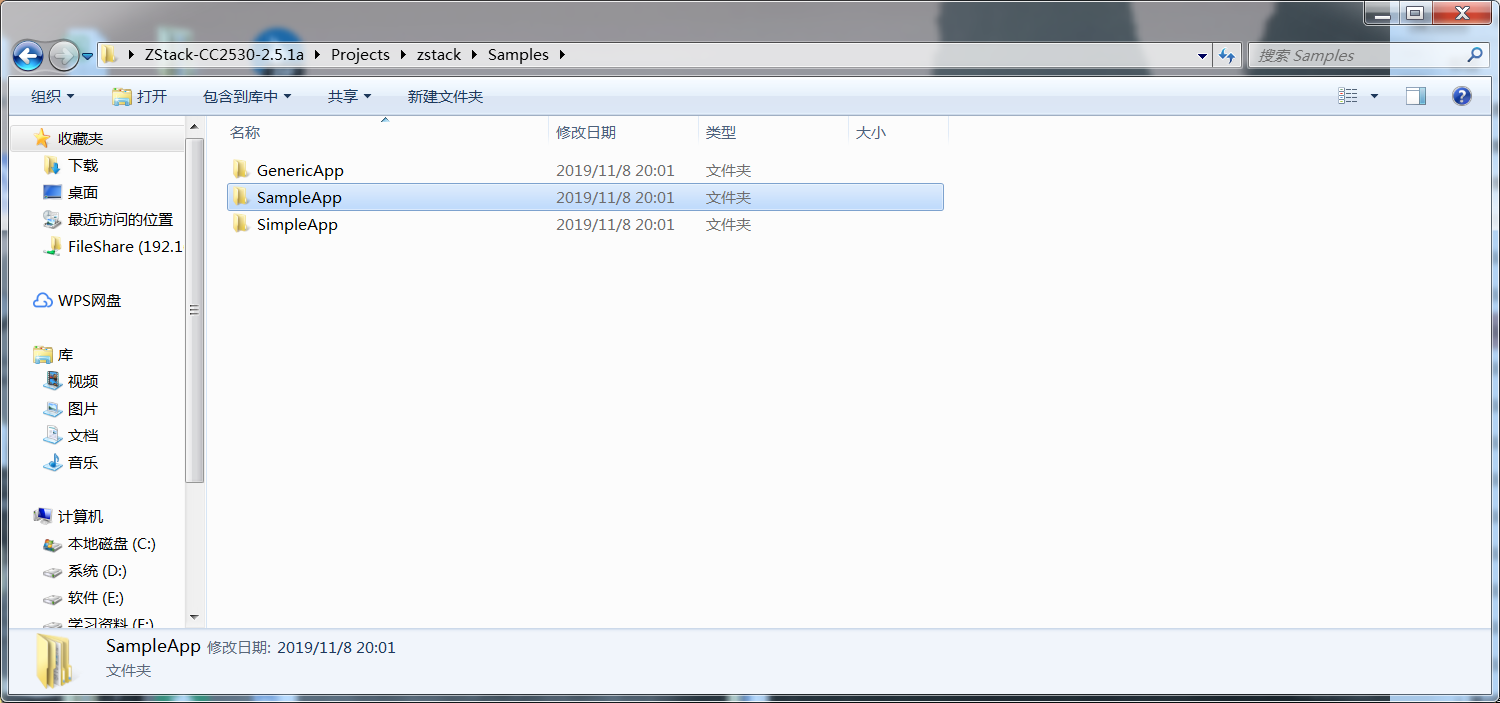 ZStack-CC2530-2.5.1a Projects zstack Samples
搜索 Samples
组织 打开 包含到库中 共享 新建文件夹
名称 修改日期 类型 大小
GenericApp 2019/11/8 20:01 文件夹
SampleApp 2019/11/8 20:01 文件夹
SimpleApp 2019/11/8 20:01 文件夹
收藏夹
下载
桌面
最近访问的位置
FileShare (192.1
WPS网盘
库
视频
图片
文档
音乐
计算机
本地磁盘 (C:)
系统 (D:)
软件 (E:)
学习资料 (F:)
SampleApp 修改日期: 2019/11/8 20:01
文件夹